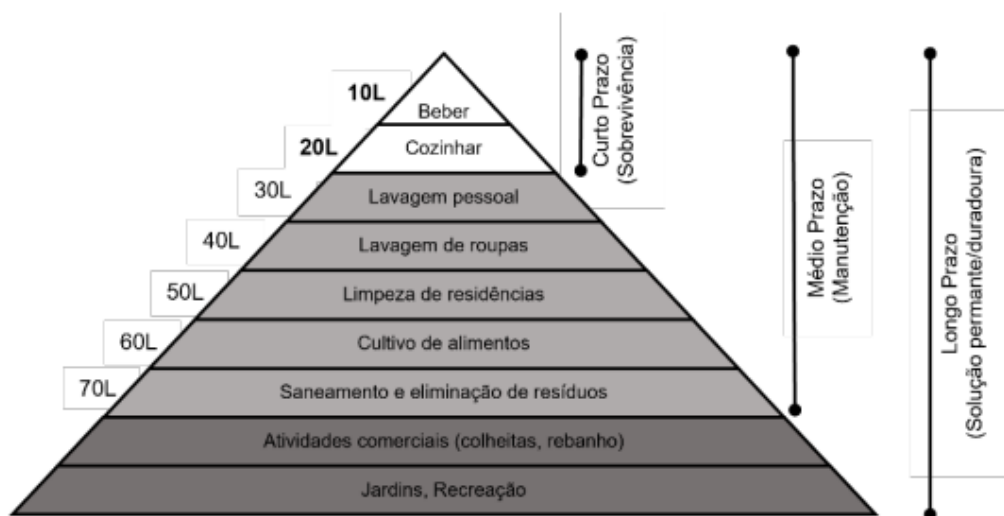 10L
Beber
20L
Cozinhar
30L
Lavagem pessoal
40L
Lavagem de roupas
50L
Limpeza de residências
60L
Cultivo de alimentos
70L
Saneamento e eliminação de resíduos
Atividades comerciais (colheitas, rebanho)
Jardins, Recreação
Curto Prazo
(Sobrevivência)
Médio Prazo
(Manutenção)
Longo Prazo
(Solução permante/duradoura)